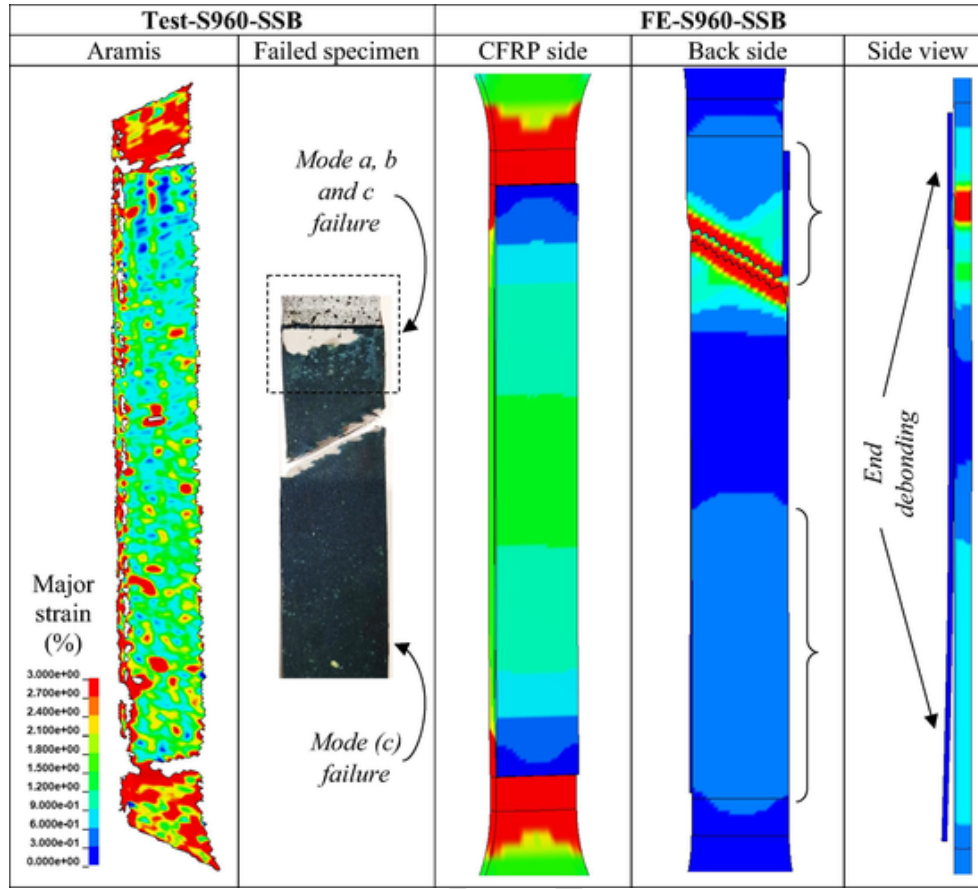 Test-S960-SSB
FE-S960-SSB
Aramis
Failed specimen
CFRP side
Back side
Side view
Mode a, b
and c
failure
End
debonding
Major
strain
(%)
3.000e+00
2.700e+00
2.400e+00
2.100e+00
1.800e+00
1.500e+00
1.200e+00
9.000e-01
6.000e-01
3.000e-01
0.000e+00
Mode (c)
failure